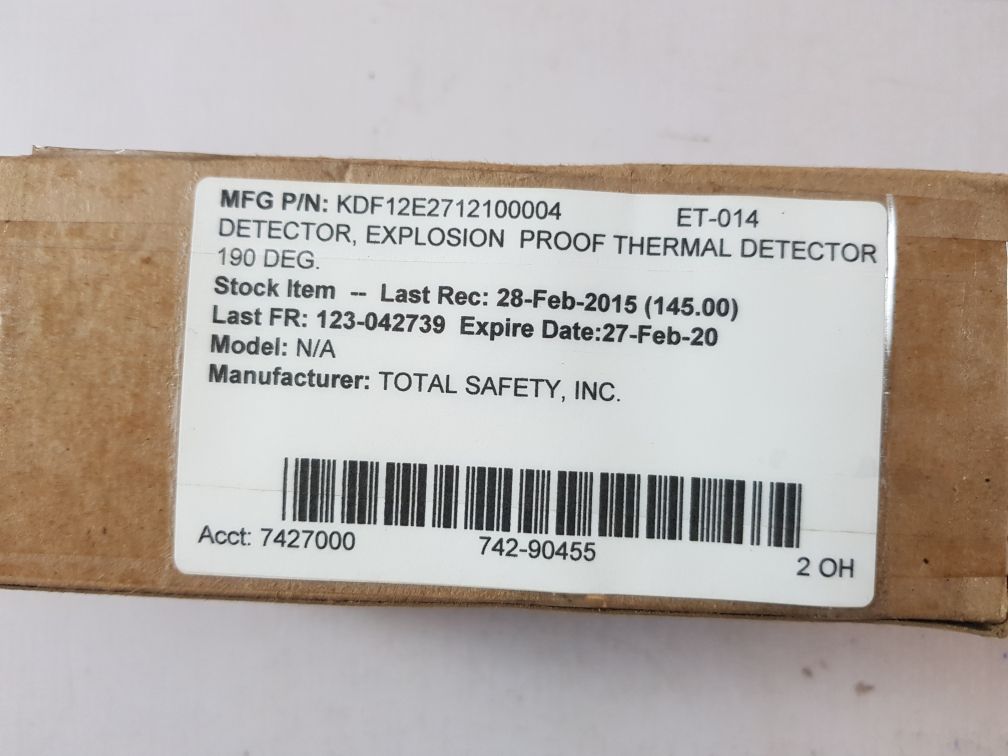 MFG P/N: KDF12E2712100004 ET-014
DETECTOR, EXPLOSION PROOF THERMAL DETECTOR
190 DEG.
Stock Item -- Last Rec: 28-Feb-2015 (145.00)
Last FR: 123-042739 Expire Date:27-Feb-20
Model: N/A
Manufacturer: TOTAL SAFETY, INC.
Acct: 7427000 742-90455 2 OH